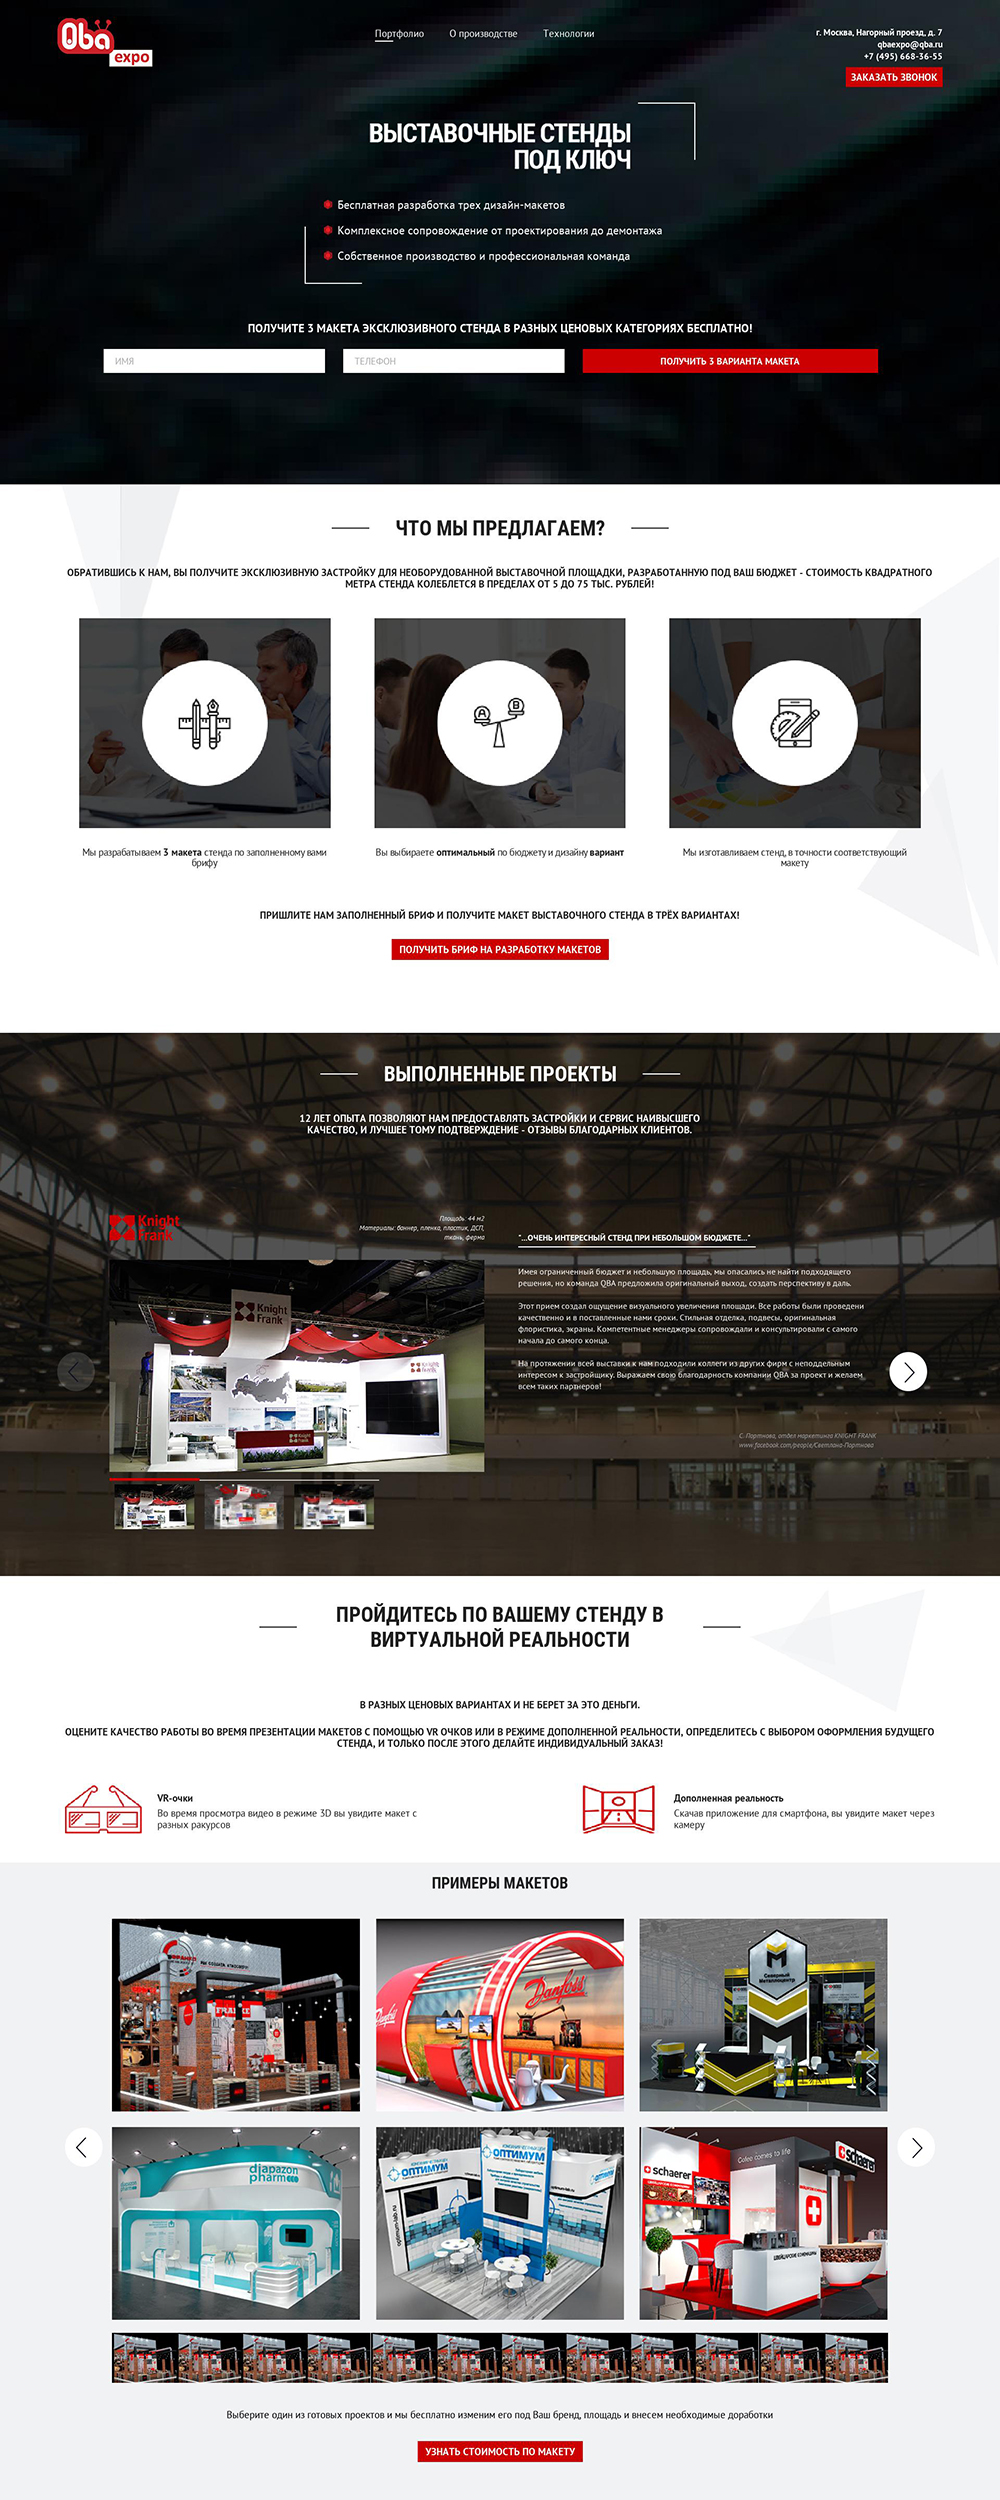 Qba
expo
Портфолио О производстве Технологии
г. Москва, Нагорный проезд, д. 7
qbaexpo@qba.ru
+7 (495) 668-36-55
ЗАКАЗАТЬ ЗВОНОК
ВЫСТАВОЧНЫЕ СТЕНДЫ
ПОД КЛЮЧ
Бесплатная разработка трех дизайн-макетов
Комплексное сопровождение от проектирования до демонтажа
Собственное производство и профессиональная команда
ПОЛУЧИТЕ 3 МАКЕТА ЭКСКЛЮЗИВНОГО СТЕНДА В РАЗНЫХ ЦЕНОВЫХ КАТЕГОРИЯХ БЕСПЛАТНО!
ИМЯ ТЕЛЕФОН ПОЛУЧИТЬ 3 ВАРИАНТА МАКЕТА
ЧТО МЫ ПРЕДЛАГАЕМ?
ОБРАТИВШИСЬ К НАМ, ВЫ ПОЛУЧИТЕ ЭКСКЛЮЗИВНУЮ ЗАСТРОЙКУ ДЛЯ НЕОБОРУДОВАННОЙ ВЫСТАВОЧНОЙ ПЛОЩАДКИ, РАЗРАБОТАННУЮ ПОД ВАШ БЮДЖЕТ - СТОИМОСТЬ КВАДРАТНОГО
МЕТРА СТЕНДА КОЛЕБЛЕТСЯ В ПРЕДЕЛАХ ОТ 5 ДО 75 ТЫС. РУБЛЕЙ!
A B
Мы разрабатываем 3 макета стенда по заполненному вами
брифу
Вы выбираете оптимальный по бюджету и дизайну вариант
Мы изготавливаем стенд, в точности соответствующий
макету
ПРИШЛИТЕ НАМ ЗАПОЛНЕННЫЙ БРИФ И ПОЛУЧИТЕ МАКЕТ ВЫСТАВОЧНОГО СТЕНДА В ТРЁХ ВАРИАНТАХ!
ПОЛУЧИТЬ БРИФ НА РАЗРАБОТКУ МАКЕТОВ
ВЫПОЛНЕННЫЕ ПРОЕКТЫ
12 ЛЕТ ОПЫТА ПОЗВОЛЯЮТ НАМ ПРЕДОСТАВЛЯТЬ ЗАСТРОЙКИ И СЕРВИС НАИВЫСШЕГО
КАЧЕСТВО, И ЛУЧШЕЕ ТОМУ ПОДТВЕРЖДЕНИЕ - ОТЗЫВЫ БЛАГОДАРНЫХ КЛИЕНТОВ.
Knight
Frank
Площадь: 44 м2
Материалы: баннер, пленка, пластик, ДСП,
ткань, ферма
Knight
Frank
"...ОЧЕНЬ ИНТЕРЕСНЫЙ СТЕНД ПРИ НЕБОЛЬШОМ БЮДЖЕТЕ..."
Имея ограниченный бюджет и небольшую площадь, мы опасались не найти подходящего
решения, но команда QBA предложила оригинальный выход, создать перспективу в даль.
Этот прием создал ощущение визуального увеличения площади. Все работы были проведени
качественно и в поставленные нами сроки. Стильная отделка, подвесы, оригинальная
флористика, экраны. Компетентные менеджеры сопровождали и консультировали с самого
начала до самого конца.
На протяжении всей выставки к нам подходили коллеги из других фирм с неподдельным
интересом к застройщику. Выражаем свою благодарность компании QBA за проект и желаем
всем таких партнеров!
С. Портнова, отдел маркетинга KNIGHT FRANK
www.facebook.com/people/Светлана-Портнова
ПРОЙДИТЕСЬ ПО ВАШЕМУ СТЕНДУ В
ВИРТУАЛЬНОЙ РЕАЛЬНОСТИ
В РАЗНЫХ ЦЕНОВЫХ ВАРИАНТАХ И НЕ БЕРЕТ ЗА ЭТО ДЕНЬГИ.
ОЦЕНИТЕ КАЧЕСТВО РАБОТЫ ВО ВРЕМЯ ПРЕЗЕНТАЦИИ МАКЕТОВ С ПОМОЩЬЮ VR ОЧКОВ ИЛИ В РЕЖИМЕ ДОПОЛНЕННОЙ РЕАЛЬНОСТИ, ОПРЕДЕЛИТЕСЬ С ВЫБОРОМ ОФОРМЛЕНИЯ БУДУЩЕГО
СТЕНДА, И ТОЛЬКО ПОСЛЕ ЭТОГО ДЕЛАЙТЕ ИНДИВИДУАЛЬНЫЙ ЗАКАЗ!
VR-очки
Во время просмотра видео в режиме 3D вы увидите макет с
разных ракурсов
Дополненная реальность
Скачав приложение для смартфона, вы увидите макет через
камеру
ПРИМЕРЫ МАКЕТОВ
FRANKE
Danfoss
Северный
Металлоцентр
diapazon
pharm
ОПТИМУМ
ОПТИМУМ
optimum-lab.ru
Cofee comes to life
schaerer
schaerer
Выберите один из готовых проектов и мы бесплатно изменим его под Ваш бренд, площадь и внесем необходимые доработки
УЗНАТЬ СТОИМОСТЬ ПО МАКЕТУ